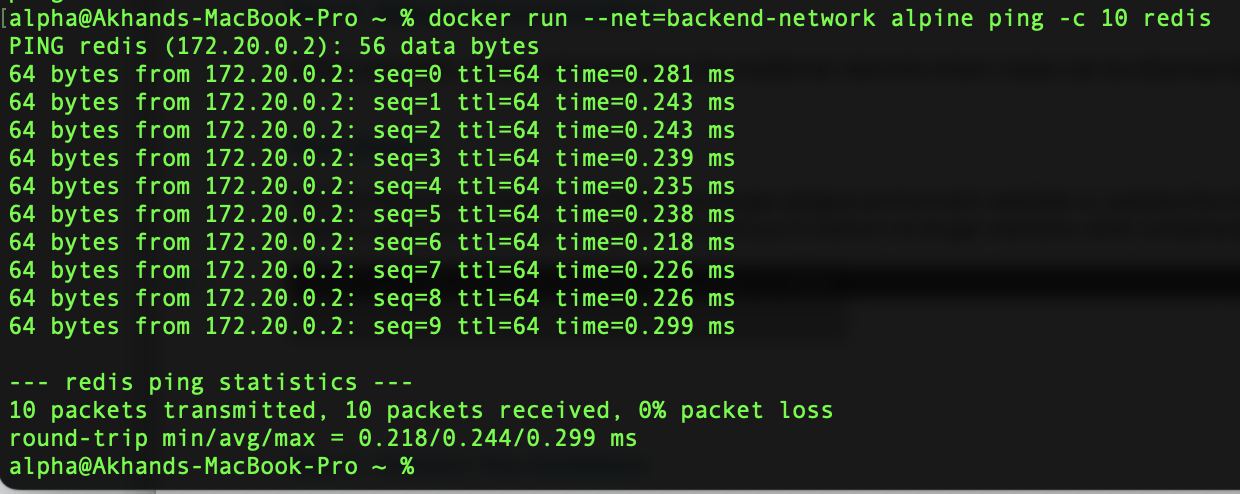 [alpha@Akhands-MacBook-Pro ~ % docker run --net=backend-network alpine ping -c 10 redis
PING redis (172.20.0.2): 56 data bytes
64 bytes from 172.20.0.2: seq=0 ttl=64 time=0.281 ms
64 bytes from 172.20.0.2: seq=1 ttl=64 time=0.243 ms
64 bytes from 172.20.0.2: seq=2 ttl=64 time=0.243 ms
64 bytes from 172.20.0.2: seq=3 ttl=64 time=0.239 ms
64 bytes from 172.20.0.2: seq=4 ttl=64 time=0.235 ms
64 bytes from 172.20.0.2: seq=5 ttl=64 time=0.238 ms
64 bytes from 172.20.0.2: seq=6 ttl=64 time=0.218 ms
64 bytes from 172.20.0.2: seq=7 ttl=64 time=0.226 ms
64 bytes from 172.20.0.2: seq=8 ttl=64 time=0.226 ms
64 bytes from 172.20.0.2: seq=9 ttl=64 time=0.299 ms
--- redis ping statistics ---
10 packets transmitted, 10 packets received, 0% packet loss
round-trip min/avg/max = 0.218/0.244/0.299 ms
alpha@Akhands-MacBook-Pro ~ %